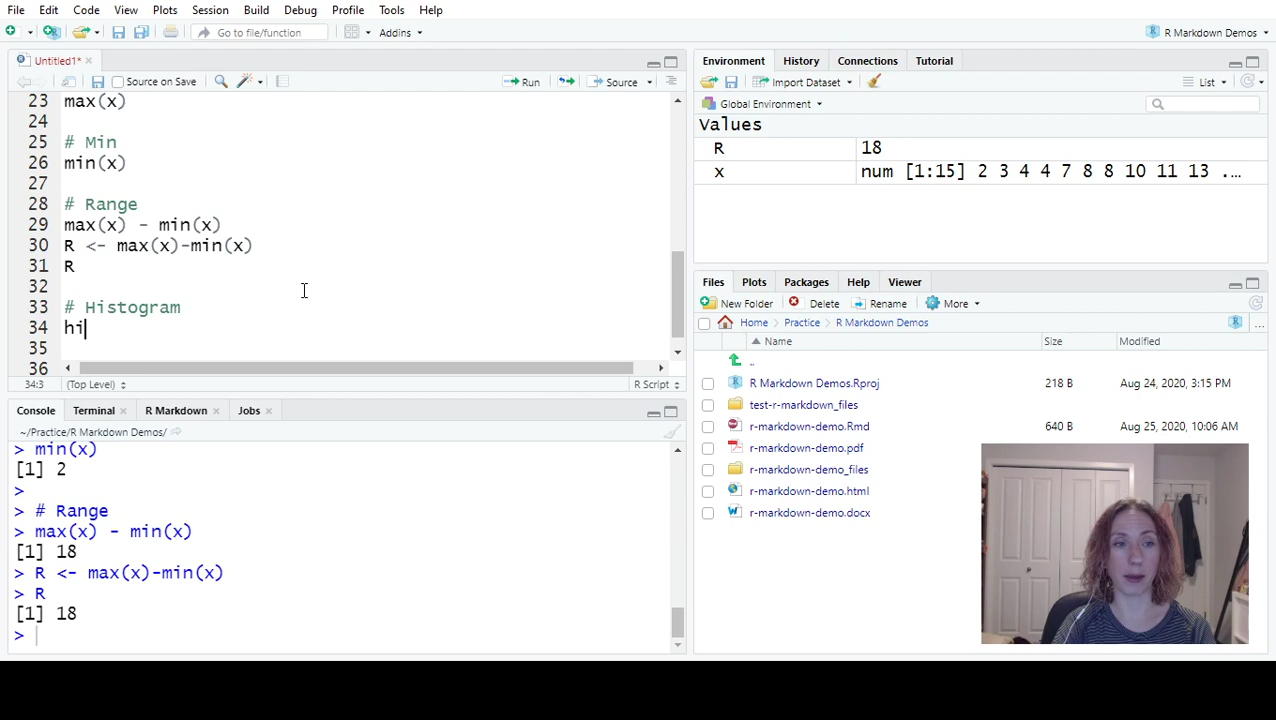 File Edit Code View Plots Session Build Debug Profile Tools Help
Go to file/function Addins R Markdown Demos
Untitled1*
Source on Save Run Source
23 max(x)
24
25 # Min
26 min(x)
27
28 # Range
29 max(x) - min(x)
30 R <- max(x)-min(x)
31 R
32
33 # Histogram
34 hi
35
36
34:3 (Top Level) R Script
Console Terminal R Markdown Jobs
~/Practice/R Markdown Demos/
> min(x)
[1] 2
>
> # Range
> max(x) - min(x)
[1] 18
> R <- max(x)-min(x)
> R
[1] 18
>
Environment History Connections Tutorial
Import Dataset List
Global Environment
Values
R 18
x num [1:15] 2 3 4 4 7 8 8 10 11 13 ....
Files Plots Packages Help Viewer
New Folder Delete Rename More
Home Practice R Markdown Demos ...
Name Size Modified
..
R Markdown Demos.Rproj 218 B Aug 24, 2020, 3:15 PM
test-r-markdown_files
r-markdown-demo.Rmd 640 B Aug 25, 2020, 10:06 AM
r-markdown-demo.pdf
r-markdown-demo_files
r-markdown-demo.html
r-markdown-demo.docx